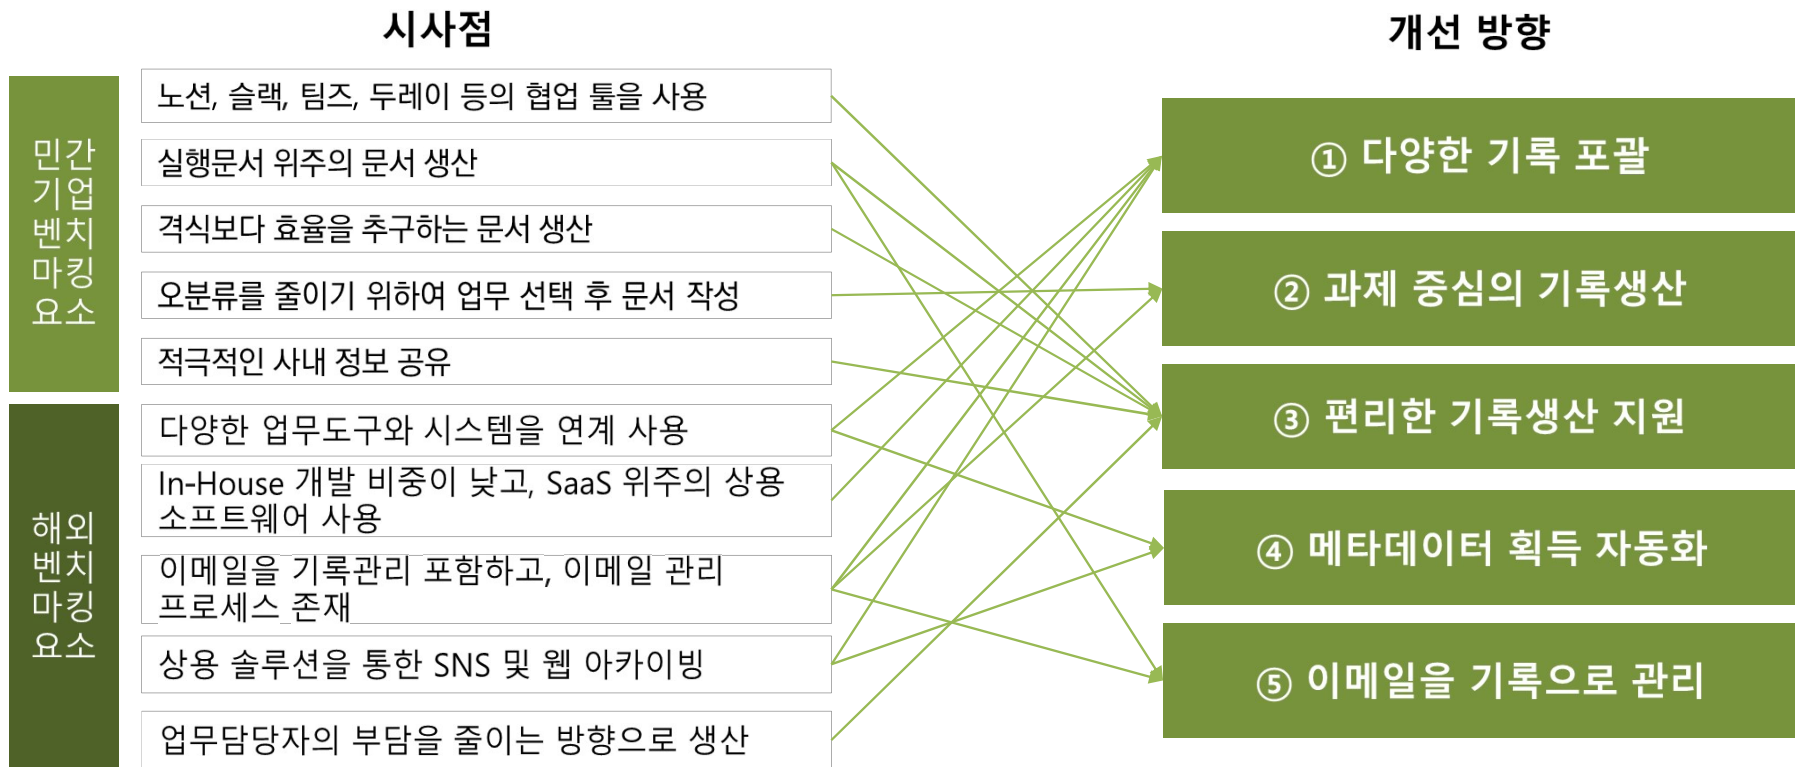 시사점
개선 방향
민간
기업
벤치
마킹
요소
노션, 슬랙, 팀즈, 두레이 등의 협업 툴을 사용
실행문서 위주의 문서 생산
격식보다 효율을 추구하는 문서 생산
오분류를 줄이기 위하여 업무 선택 후 문서 작성
적극적인 사내 정보 공유
해외
벤치
마킹
요소
다양한 업무도구와 시스템을 연계 사용
In-House 개발 비중이 낮고, SaaS 위주의 상용
소프트웨어 사용
이메일을 기록관리 포함하고, 이메일 관리
프로세스 존재
상용 솔루션을 통한 SNS 및 웹 아카이빙
업무담당자의 부담을 줄이는 방향으로 생산
① 다양한 기록 포괄
② 과제 중심의 기록생산
③ 편리한 기록생산 지원
④ 메타데이터 획득 자동화
⑤ 이메일을 기록으로 관리